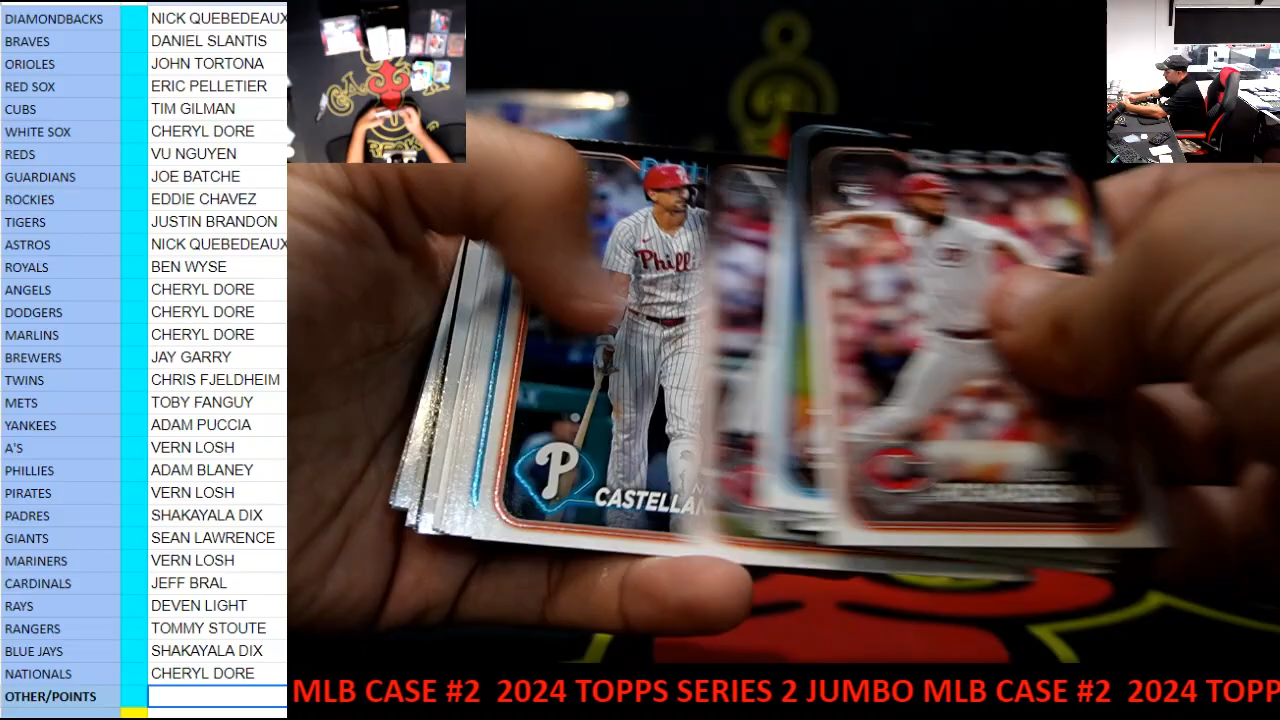 DIAMONDBACKS NICK QUEBEDEAUX
BRAVES DANIEL SLANTIS
ORIOLES JOHN TORTONA
RED SOX ERIC PELLETIER
CUBS TIM GILMAN
WHITE SOX CHERYL DORE
REDS VU NGUYEN
GUARDIANS JOE BATCHE
ROCKIES EDDIE CHAVEZ
TIGERS JUSTIN BRANDON
ASTROS NICK QUEBEDEAUX
ROYALS BEN WYSE
ANGELS CHERYL DORE
DODGERS CHERYL DORE
MARLINS CHERYL DORE
BREWERS JAY GARRY
TWINS CHRIS FJELDHEIM
METS TOBY FANGUY
YANKEES ADAM PUCCIA
A'S VERN LOSH
PHILLIES ADAM BLANEY
PIRATES VERN LOSH
PADRES SHAKAYALA DIX
GIANTS SEAN LAWRENCE
MARINERS VERN LOSH
CARDINALS JEFF BRAL
RAYS DEVEN LIGHT
RANGERS TOMMY STOUTE
BLUE JAYS SHAKAYALA DIX
NATIONALS CHERYL DORE
OTHER/POINTS
Philli
P
CASTELLAN
REDS
MLB CASE #2 2024 TOPPS SERIES 2 JUMBO MLB CASE #2 2024 TOPP